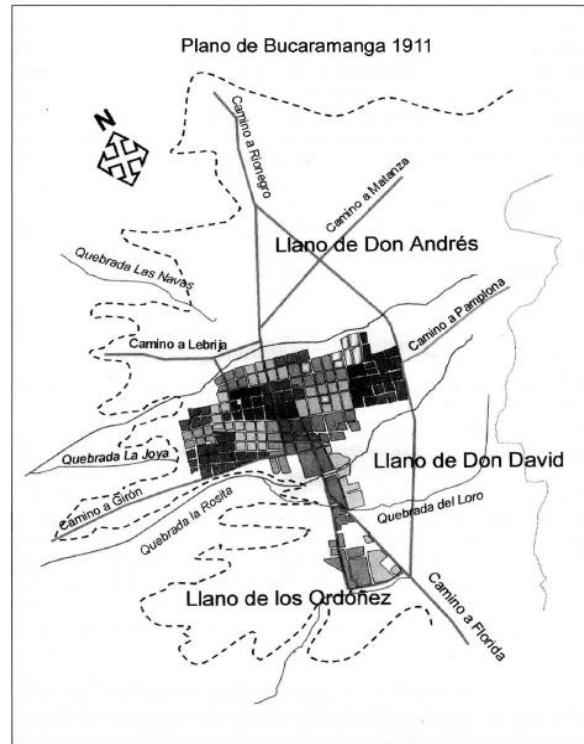 Plano de Bucaramanga 1911
N
Camino a Rionegro
Camino a Matanza
Llano de Don Andrés
Quebrada Las Navas
Camino a Pamplona
Camino a Lebrija
Quebrada La Joya
Llano de Don David
Camino a Girón
Quebrada la Rosita
Quebrada del Loro
Llano de los Ordóñez
Camino a Florida